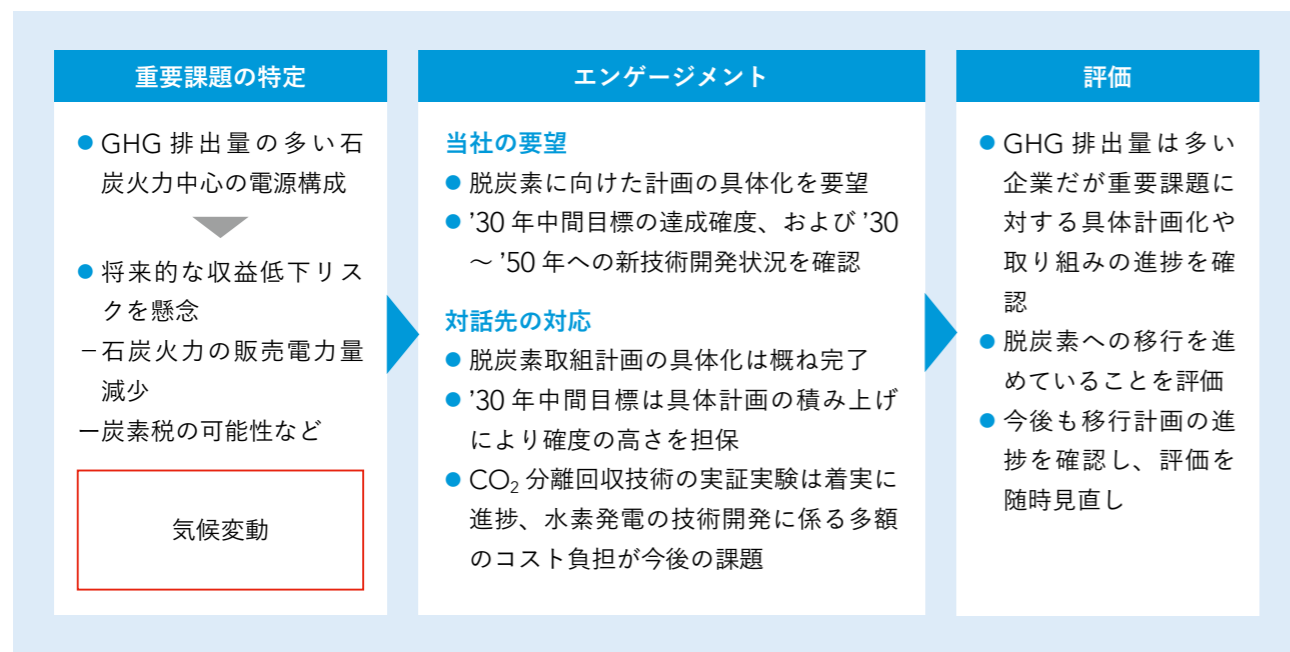 重要課題の特定
● GHG 排出量の多い石
炭火力中心の電源構成
● 将来的な収益低下リス
クを懸念
−石炭火力の販売電力量
減少
ー炭素税の可能性など
気候変動
エンゲージメント
当社の要望
● 脱炭素に向けた計画の具体化を要望
● ’30 年中間目標の達成確度、および ’30
～ ’50 年への新技術開発状況を確認
対話先の対応
● 脱炭素取組計画の具体化は概ね完了
● ’30 年中間目標は具体計画の積み上げ
により確度の高さを担保
● CO₂ 分離回収技術の実証実験は着実に
進捗、水素発電の技術開発に係る多額
のコスト負担が今後の課題
評価
● GHG 排出量は多い
企業だが重要課題に
対する具体計画化や
取り組みの進捗を確
認
● 脱炭素への移行を進
めていることを評価
● 今後も移行計画の進
捗を確認し、評価を
随時見直し